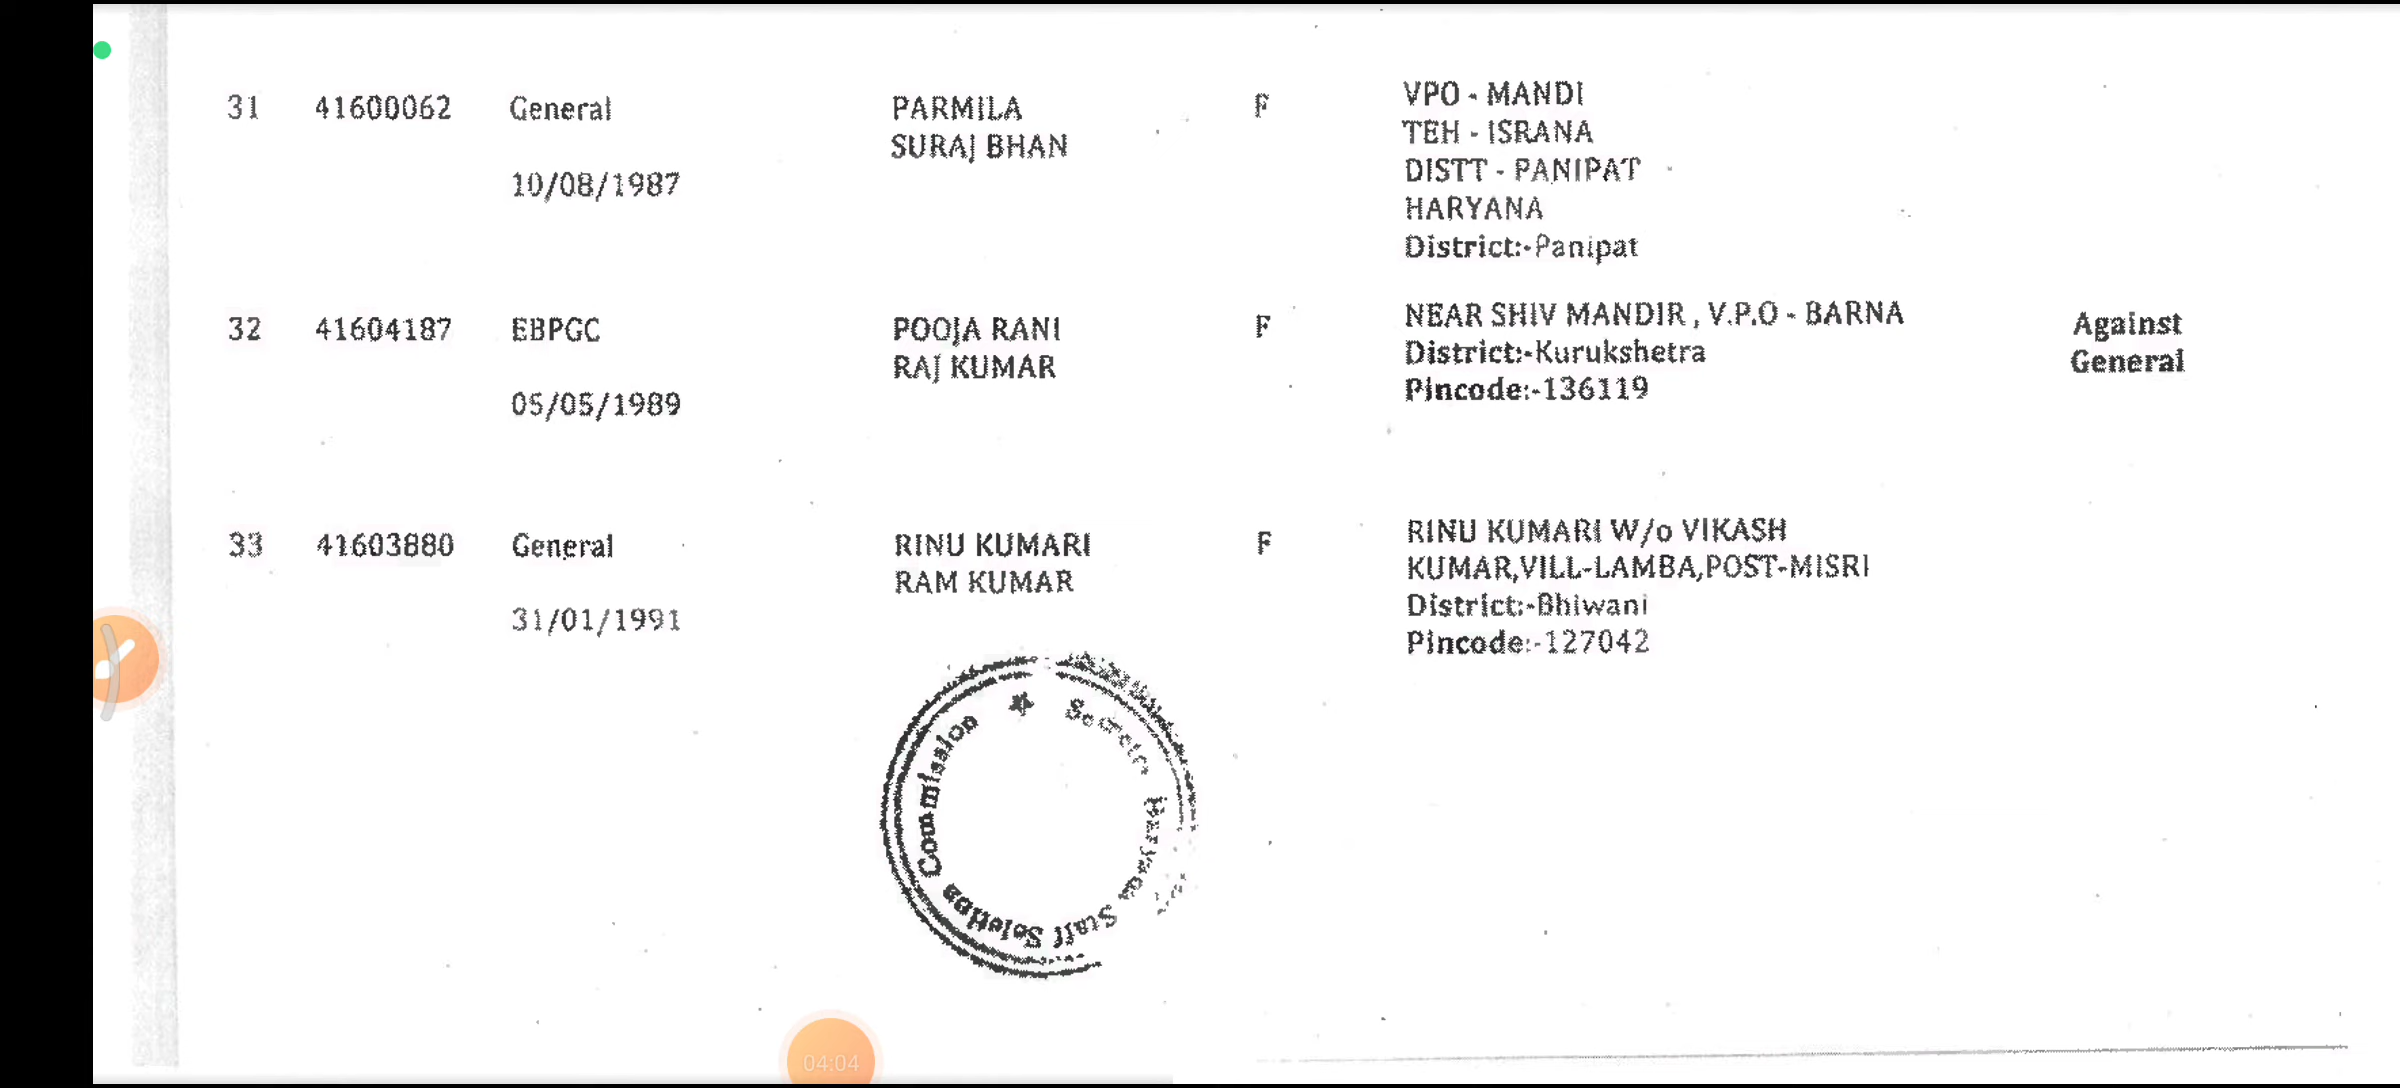 31 41600062 General PARMILA F VPO - MANDI
SURAJ BHAN TEH - ISRANA
10/08/1987 DISTT - PANIPAT
HARYANA
District:-Panipat
32 41604187 EBPGC POOJA RANI F NEAR SHIV MANDIR , V.P.O - BARNA Against
RAJ KUMAR District:-Kurukshetra General
05/05/1989 Pincode:-136119
33 41603880 General RINU KUMARI F RINU KUMARI W/o VIKASH
RAM KUMAR KUMAR,VILL-LAMBA,POST-MISRI
31/01/1991 District:-Bhiwani
Pincode:-127042
Staff Commission
04:04